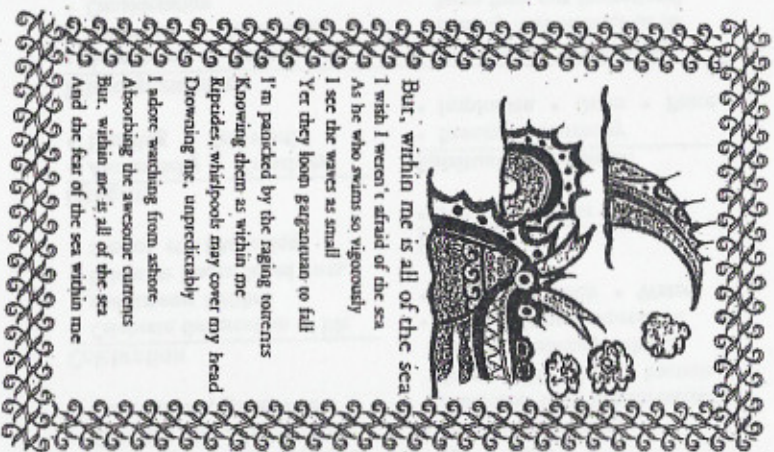 But, within me is all of the sea
I wish I weren't afraid of the sea
As he who swims so vigorously
I see the waves as small
Yet they loom gargantuan to fall
I'm panicked by the raging torrents
Knowing them as within me
Riptides, whirlpools may cover my head
Drowning me, unpredictably
I adore watching from ashore
Absorbing the awesome currence
But, within me is all of the sea
And the fear of the sea within me